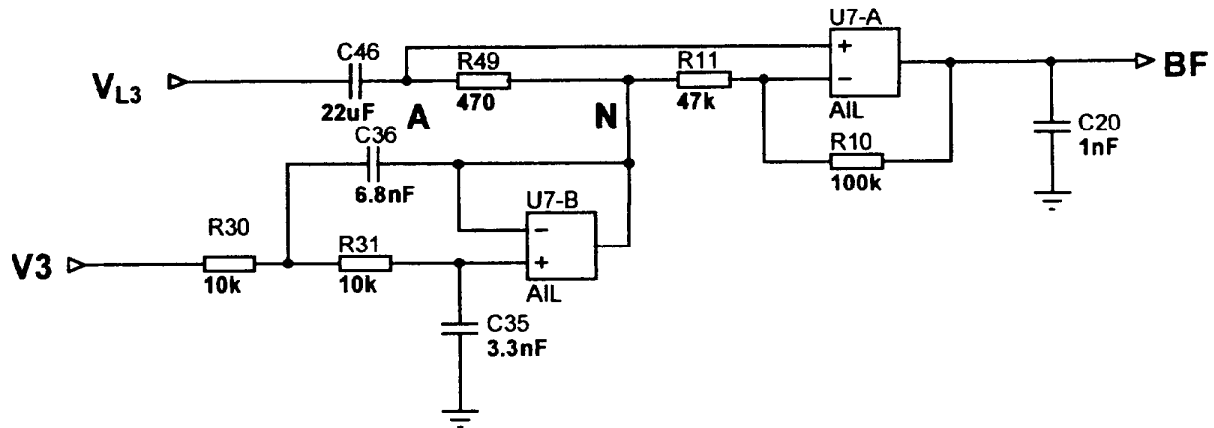 U7-A
C46
R49
R11
+
-
BF
V_L3
22uF
A
470
N
47k
AIL
C36
R10
C20
1nF
6.8nF
100k
U7-B
-
R30
R31
+
V3
10k
10k
AIL
C35
3.3nF